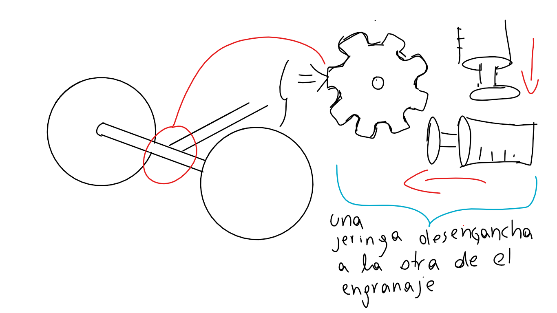 una
jeringa desengancha
a la otra de el
engranaje